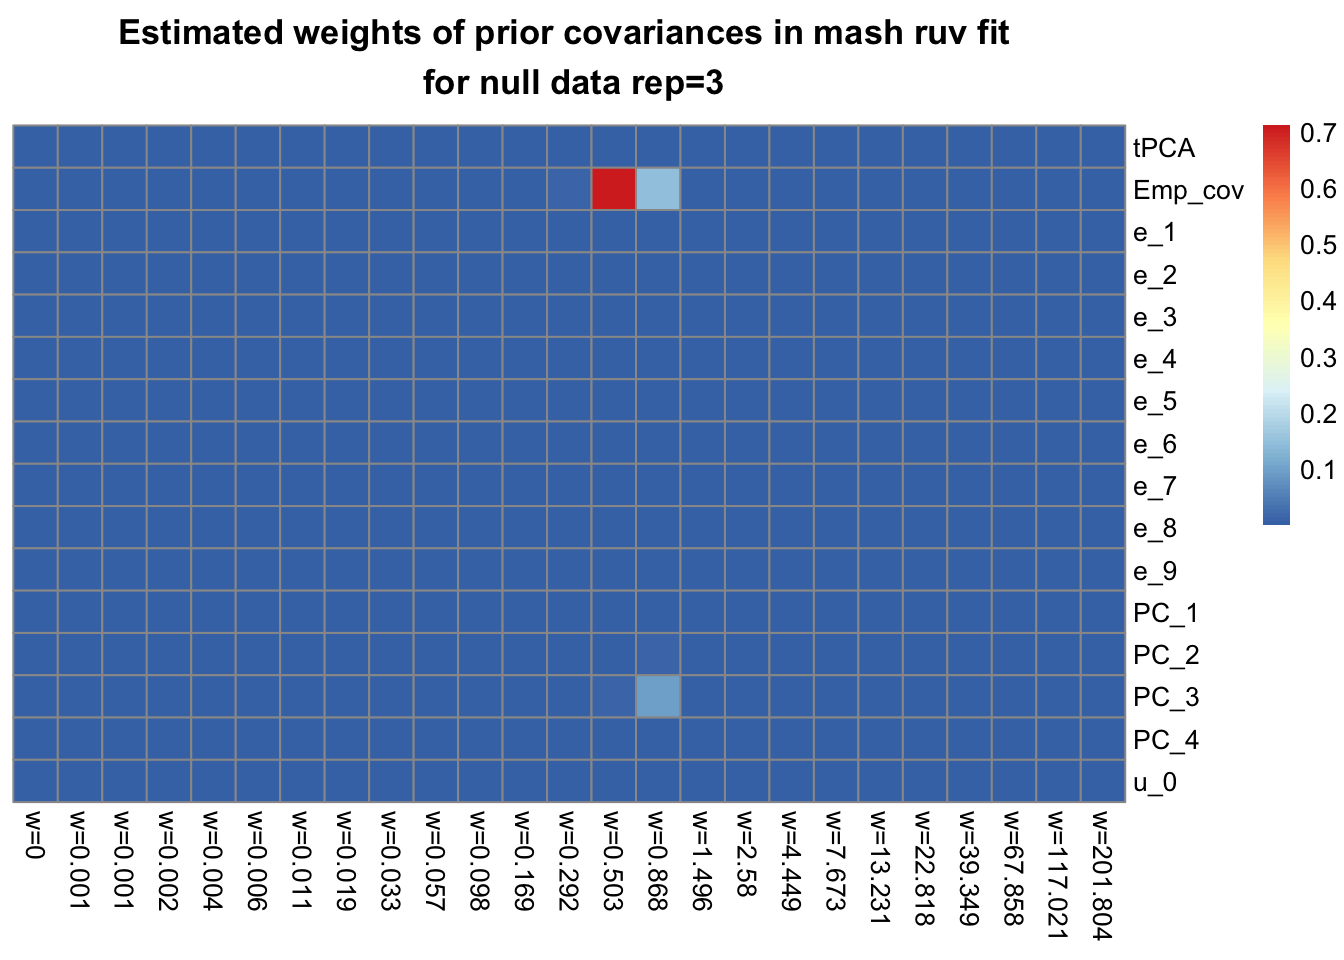 Estimated weights of prior covariances in mash ruv fit
for null data rep=3
tPCA
Emp_cov
e_1
e_2
e_3
e_4
e_5
e_6
e_7
e_8
e_9
PC_1
PC_2
PC_3
PC_4
u_0
0.7
0.6
0.5
0.4
0.3
0.2
0.1
w=0
w=0.001
w=0.001
w=0.002
w=0.004
w=0.006
w=0.011
w=0.019
w=0.033
w=0.057
w=0.098
w=0.169
w=0.292
w=0.503
w=0.868
w=1.496
w=2.58
w=4.449
w=7.673
w=13.231
w=22.818
w=39.349
w=67.858
w=117.021
w=201.804